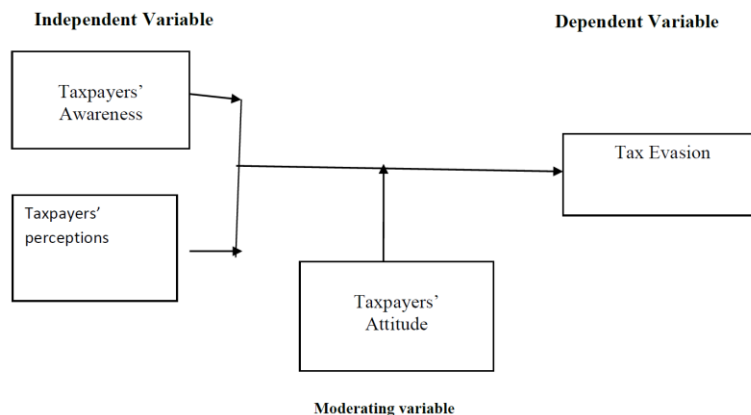 Independent Variable
Dependent Variable
Taxpayers'
Awareness
Tax Evasion
Taxpayers'
perceptions
Taxpayers'
Attitude
Moderating variable